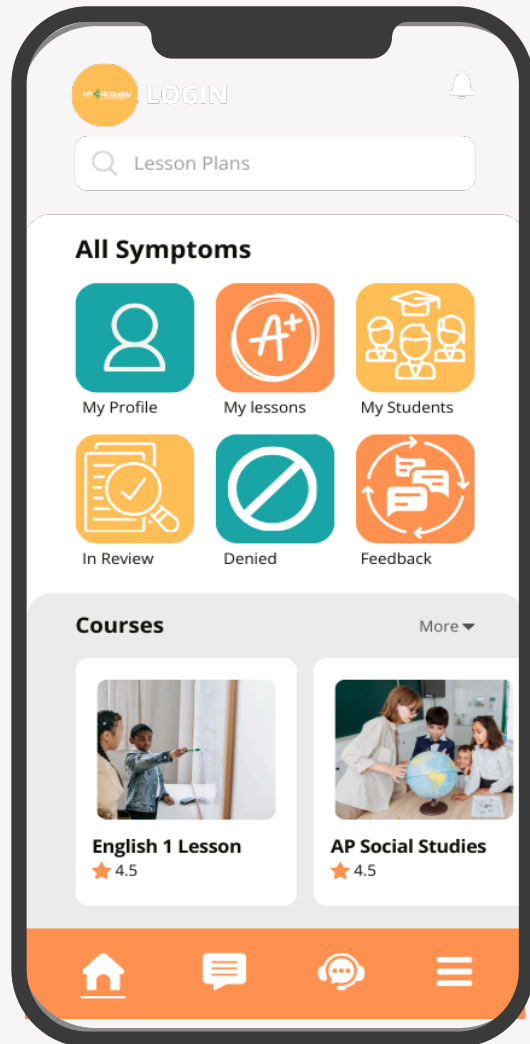 LOGIN
Lesson Plans
All Symptoms
A+
My Profile
My lessons
My Students
In Review
Denied
Feedback
Courses
More
English 1 Lesson
AP Social Studies
4.5
4.5